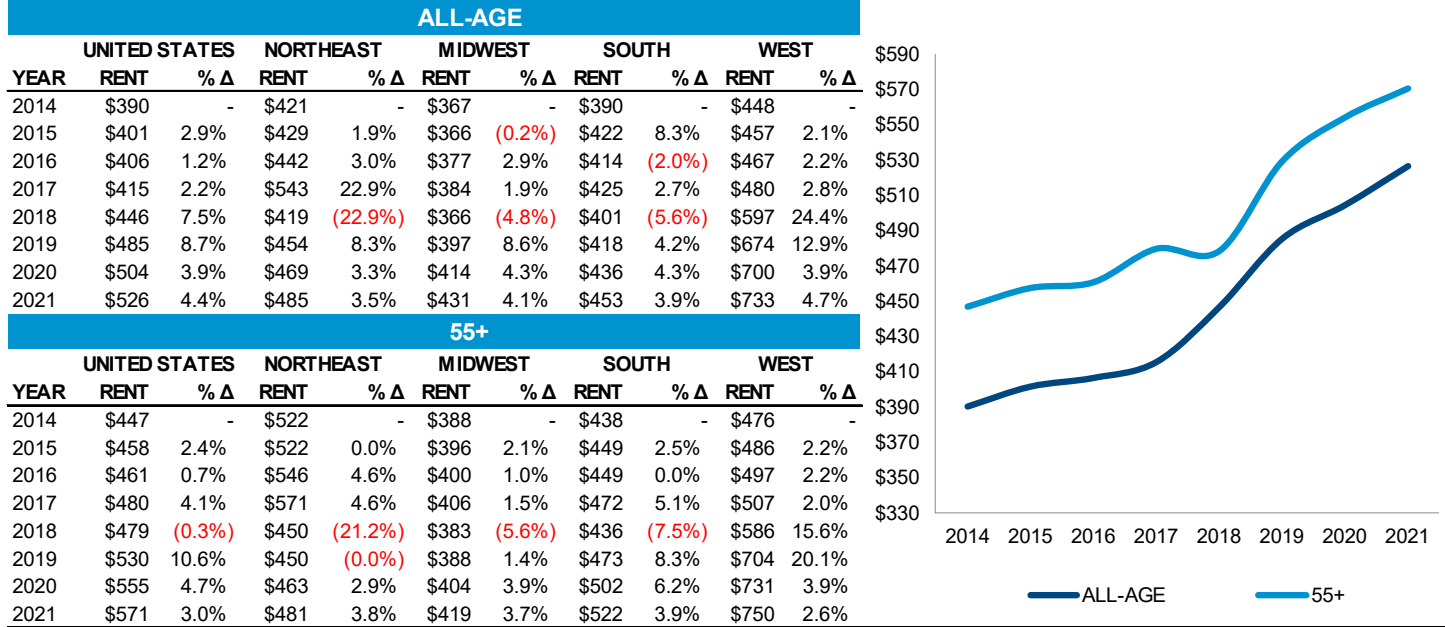 ALL-AGE
UNITED STATES NORTHEAST MIDWEST SOUTH WEST
YEAR RENT % Δ RENT % Δ RENT % Δ RENT % Δ RENT % Δ
2014 $390 - $421 - $367 - $390 - $448 -
2015 $401 2.9% $429 1.9% $366 (0.2%) $422 8.3% $457 2.1%
2016 $406 1.2% $442 3.0% $377 2.9% $414 (2.0%) $467 2.2%
2017 $415 2.2% $543 22.9% $384 1.9% $425 2.7% $480 2.8%
2018 $446 7.5% $419 (22.9%) $366 (4.8%) $401 (5.6%) $597 24.4%
2019 $485 8.7% $454 8.3% $397 8.6% $418 4.2% $674 12.9%
2020 $504 3.9% $469 3.3% $414 4.3% $436 4.3% $700 3.9%
2021 $526 4.4% $485 3.5% $431 4.1% $453 3.9% $733 4.7%
55+
UNITED STATES NORTHEAST MIDWEST SOUTH WEST
YEAR RENT % Δ RENT % Δ RENT % Δ RENT % Δ RENT % Δ
2014 $447 - $522 - $388 - $438 - $476 -
2015 $458 2.4% $522 0.0% $396 2.1% $449 2.5% $486 2.2%
2016 $461 0.7% $546 4.6% $400 1.0% $449 0.0% $497 2.2%
2017 $480 4.1% $571 4.6% $406 1.5% $472 5.1% $507 2.0%
2018 $479 (0.3%) $450 (21.2%) $383 (5.6%) $436 (7.5%) $586 15.6%
2019 $530 10.6% $450 (0.0%) $388 1.4% $473 8.3% $704 20.1%
2020 $555 4.7% $463 2.9% $404 3.9% $502 6.2% $731 3.9%
2021 $571 3.0% $481 3.8% $419 3.7% $522 3.9% $750 2.6%
$590
$570
$550
$530
$510
$490
$470
$450
$430
$410
$390
$370
$350
$330
2014 2015 2016 2017 2018 2019 2020 2021
ALL-AGE 55+